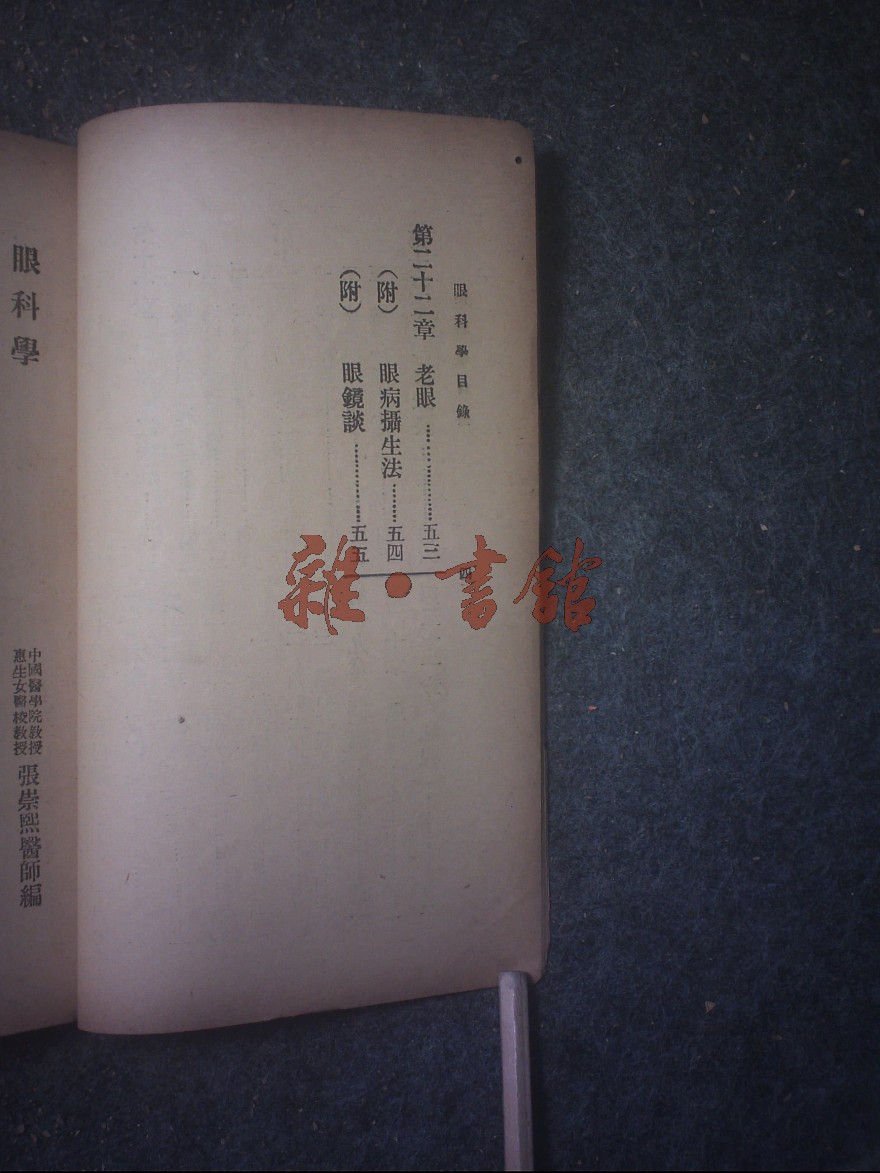 眼科學目錄
四
第二十二章 老眼……………五三
(附) 眼病攝生法………五四
(附) 眼鏡談……………五五
眼科學
中國醫學院教授
惠生女醫校教授
張崇熙醫師編
雜·書館